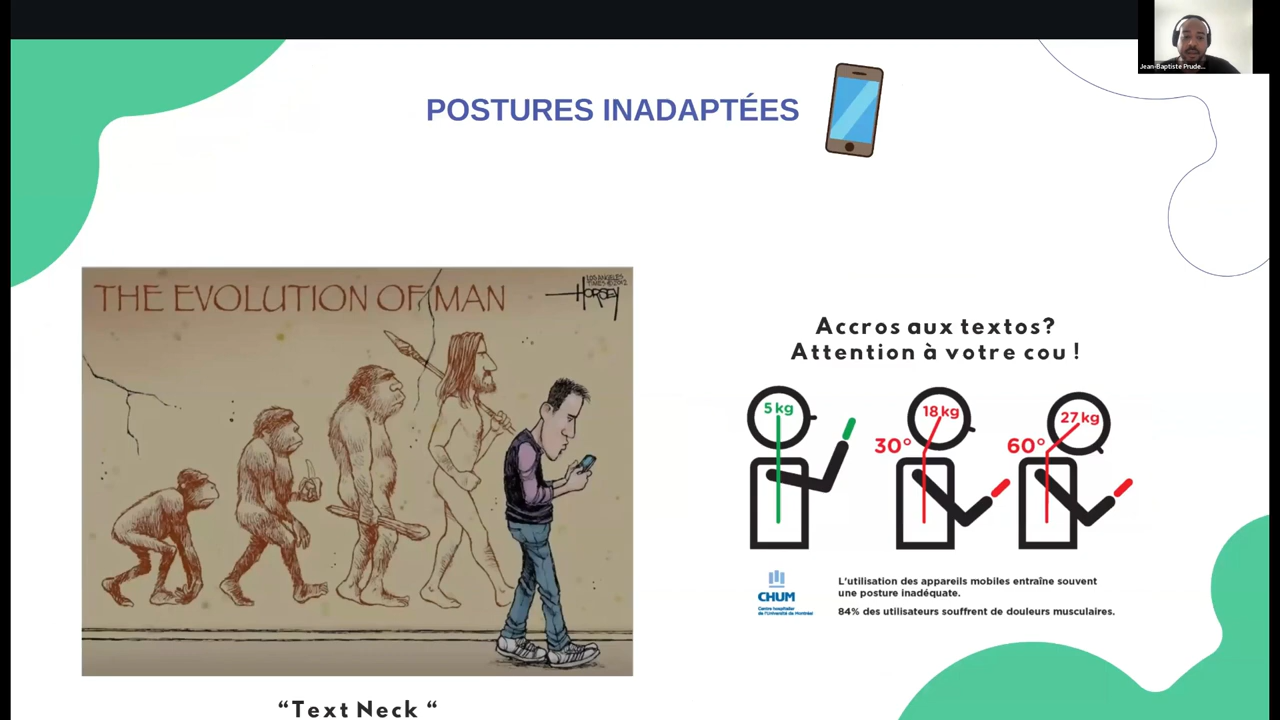 Jean-Baptiste Prude...
POSTURES INADAPTÉES
THE EVOLUTION OF MAN
LOS ANGELES
TIMES ©2012
HORSEY
Accros aux textos?
Attention à votre cou !
5 kg
18 kg
27 kg
30°
60°
CHUM
Centre hospitalier
de l'Université de Montréal
L'utilisation des appareils mobiles entraîne souvent
une posture inadéquate.
84% des utilisateurs souffrent de douleurs musculaires.
“Text Neck “